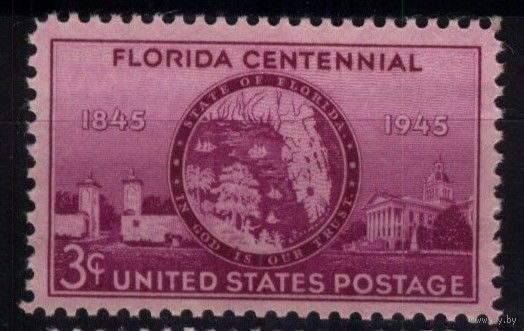 FLORIDA CENTENNIAL
1845
1945
STATE OF FLORIDA
IN GOD IS OUR TRUST
3¢ UNITED STATES POSTAGE